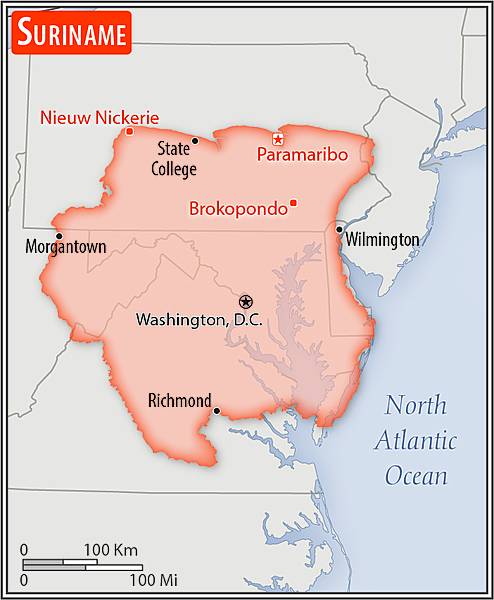 SURINAME
Nieuw Nickerie
State
College
Paramaribo
Brokopondo
Morgantown
Wilmington
Washington, D.C.
Richmond
North
Atlantic
Ocean
0 100 Km
0 100 Mi